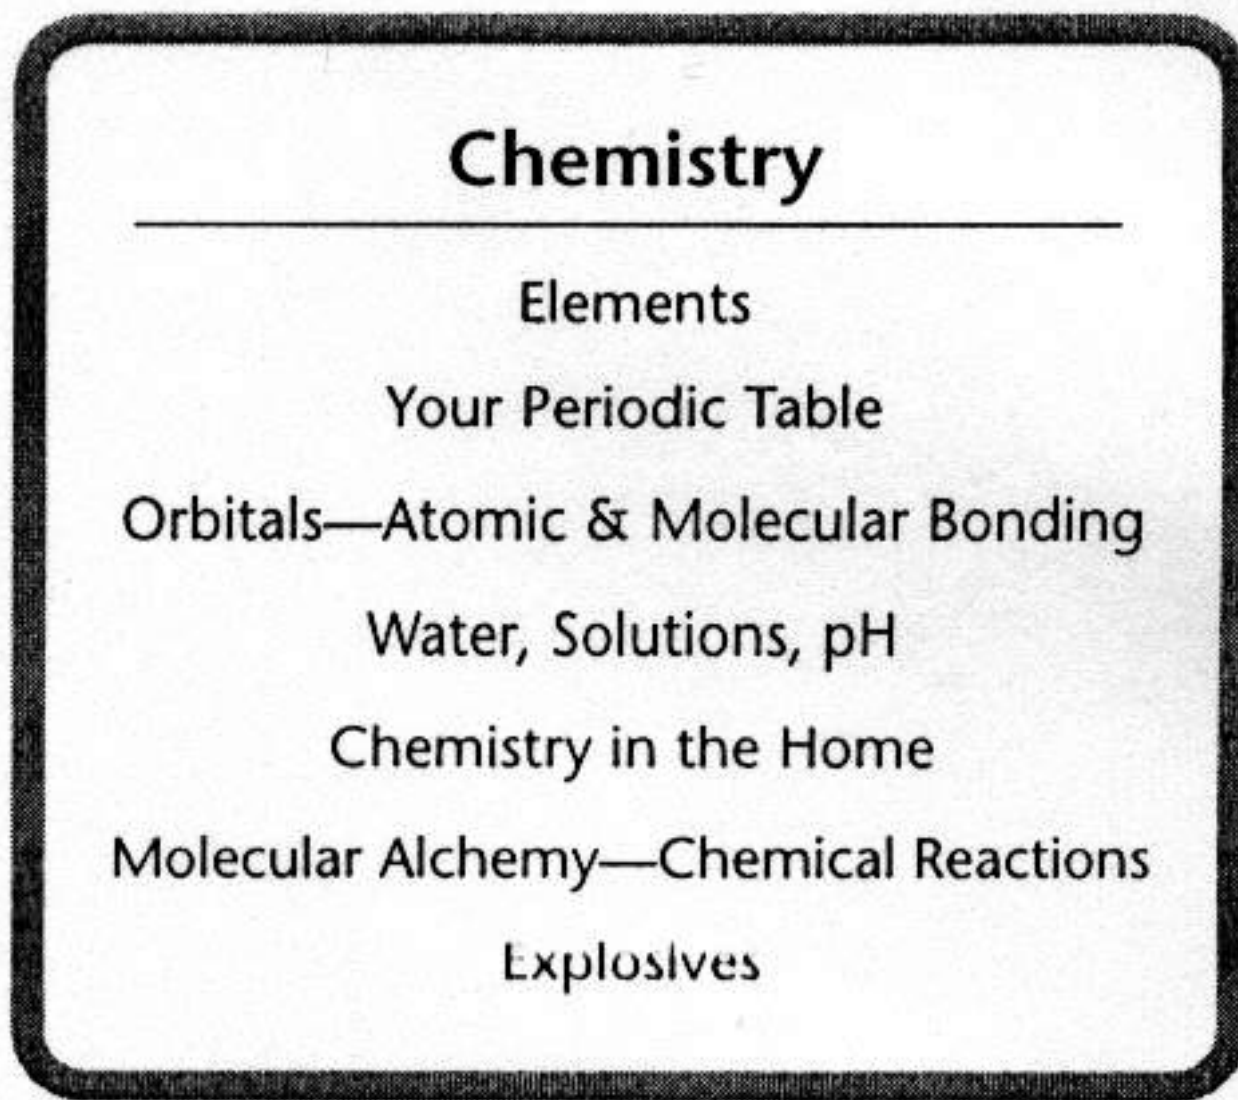 Chemistry
Elements
Your Periodic Table
Orbitals—Atomic & Molecular Bonding
Water, Solutions, pH
Chemistry in the Home
Molecular Alchemy—Chemical Reactions
Explosives